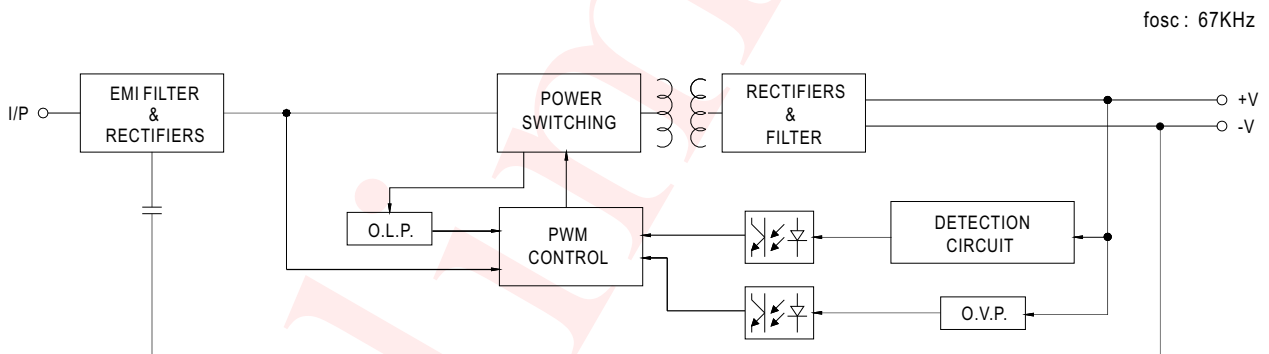 fosc : 67KHz
I/P
EMI FILTER
&
RECTIFIERS
POWER
SWITCHING
RECTIFIERS
&
FILTER
+V
-V
O.L.P.
PWM
CONTROL
DETECTION
CIRCUIT
O.V.P.